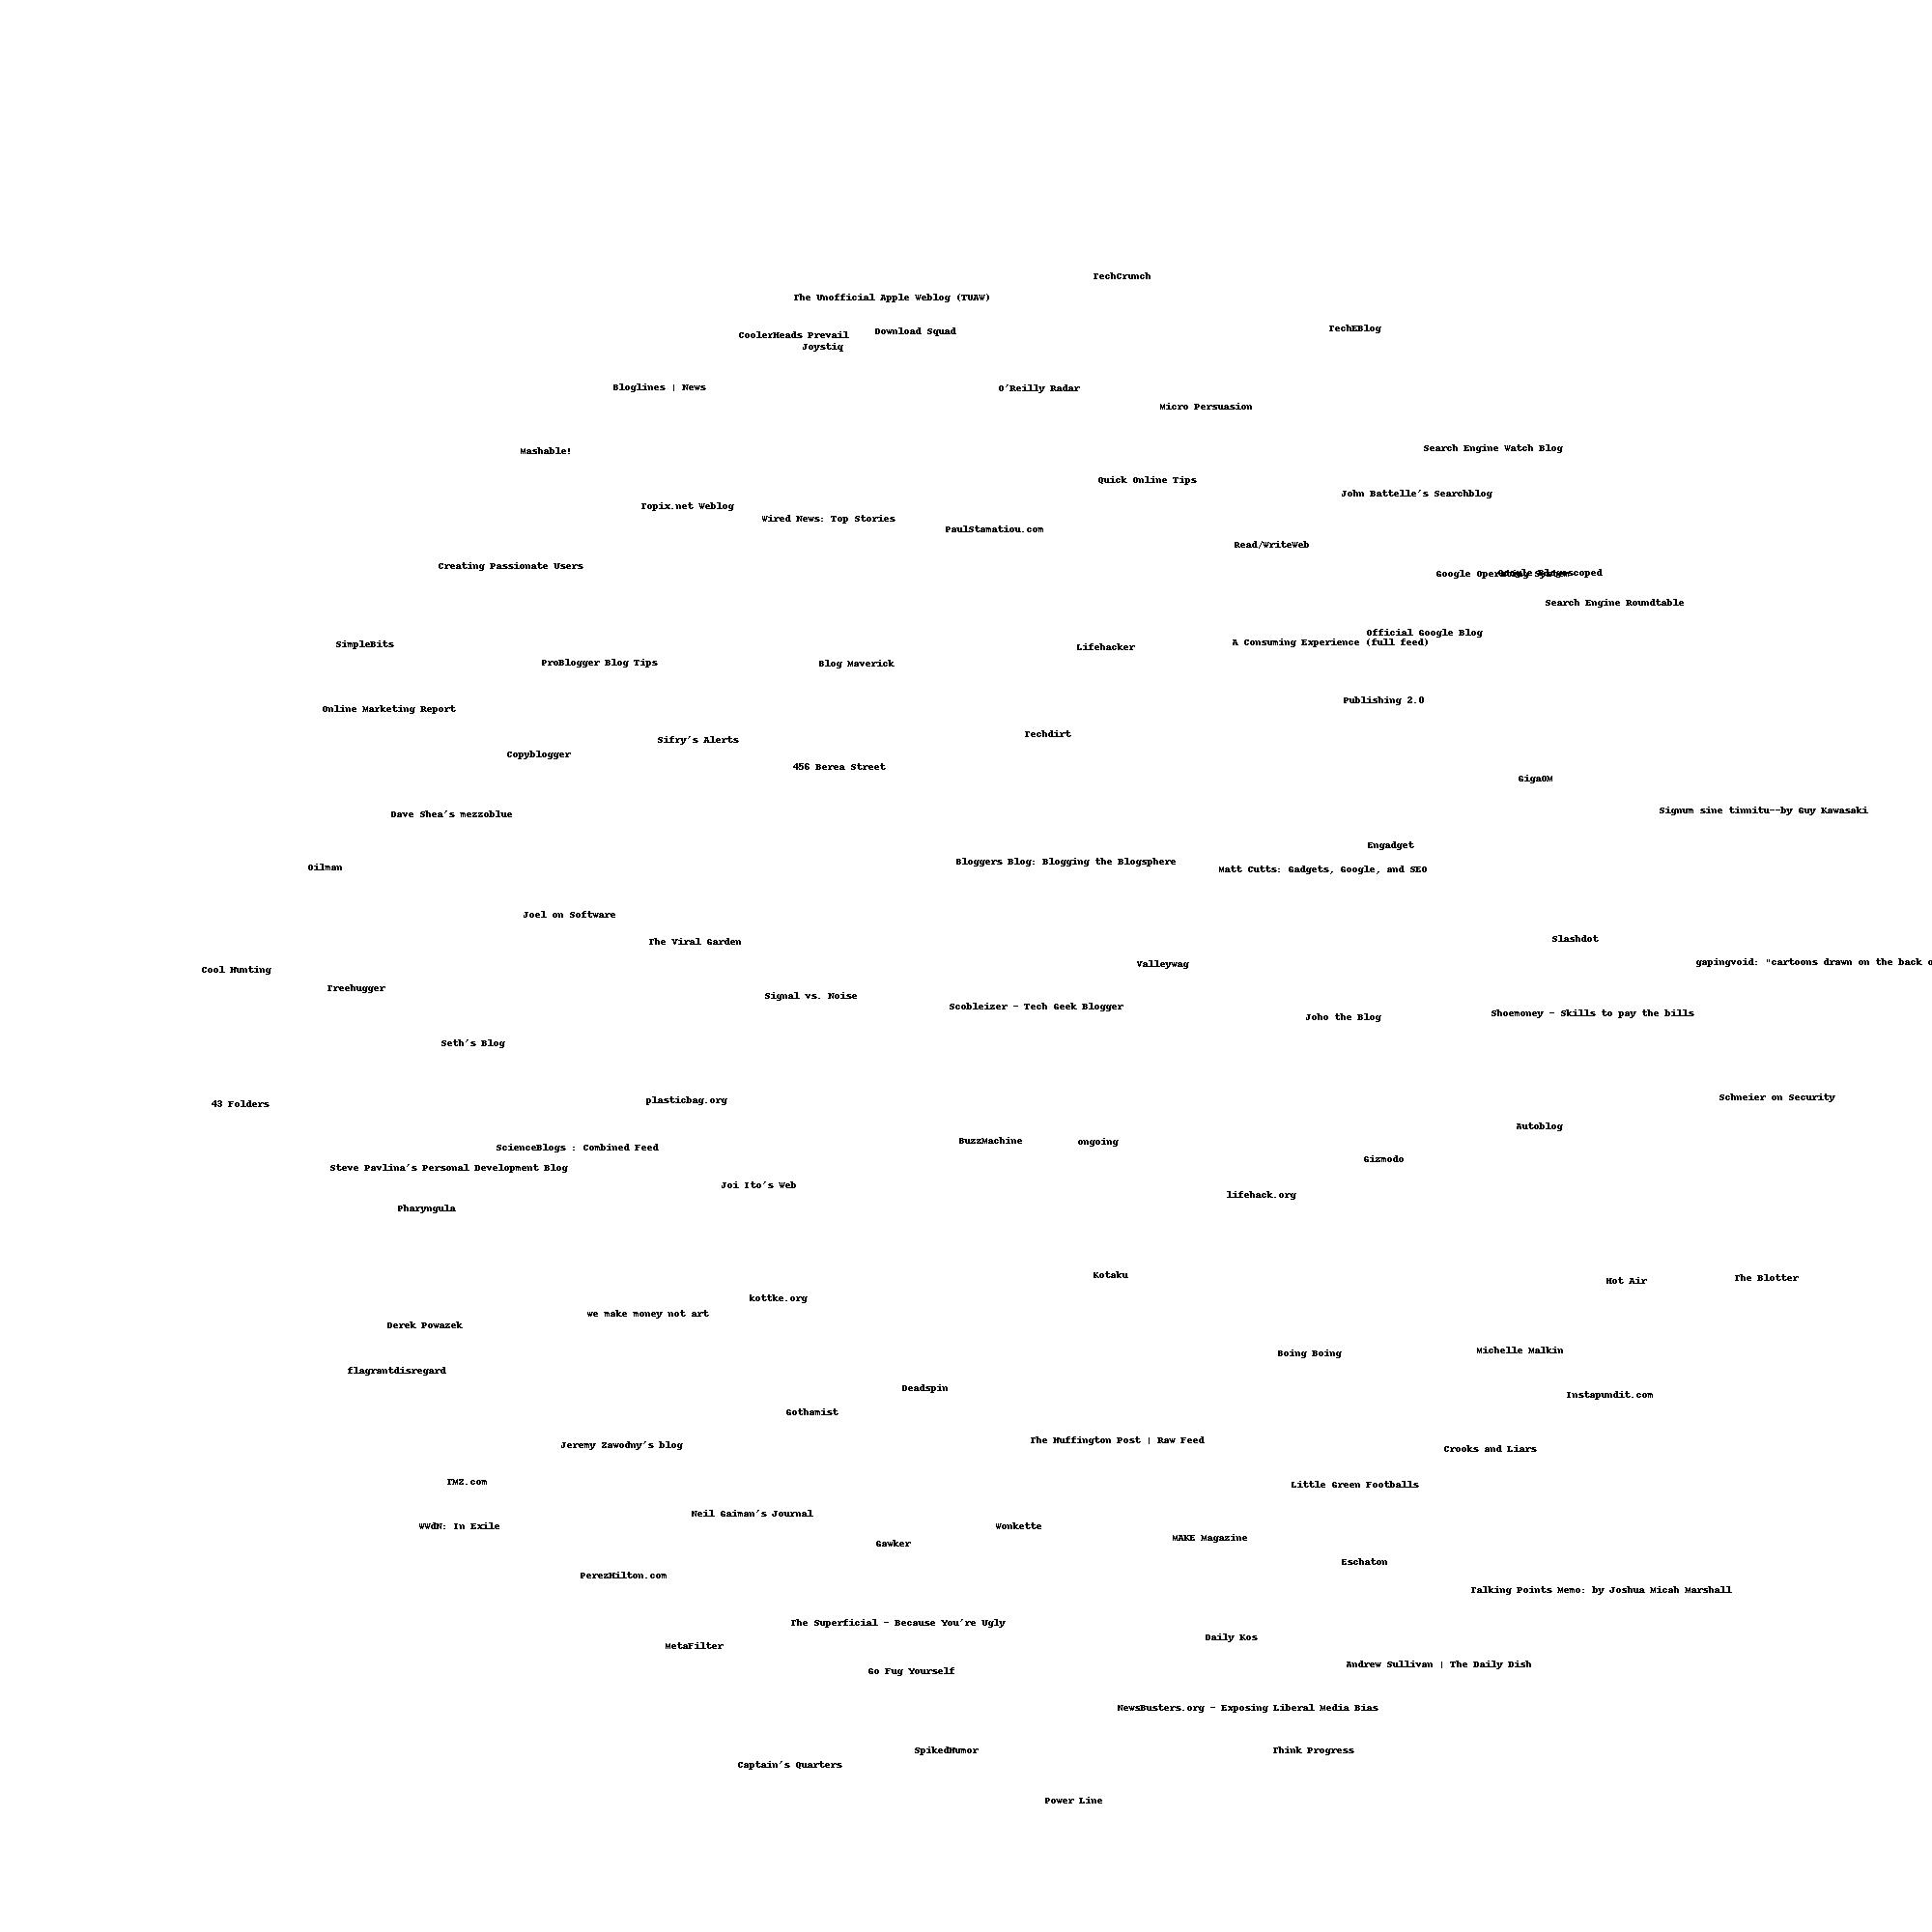 TechCrunch
The Unofficial Apple Weblog (TUAW)
TechEBlog
Download Squad
CoolerHeads Prevail
Joystiq
Bloglines | News
O'Reilly Radar
Micro Persuasion
Search Engine Watch Blog
Mashable!
Quick Online Tips
John Battelle's Searchblog
Topix.net Weblog
Wired News: Top Stories
PaulStamatiou.com
Read/WriteWeb
Creating Passionate Users
Google Operating System
Google Blogoscoped
Search Engine Roundtable
Official Google Blog
A Consuming Experience (full feed)
SimpleBits
Lifehacker
ProBlogger Blog Tips
Blog Maverick
Publishing 2.0
Online Marketing Report
Techdirt
Sifry's Alerts
Copyblogger
456 Berea Street
GigaOM
Signum sine tinnitu--by Guy Kawasaki
Dave Shea's mezzoblue
Engadget
Bloggers Blog: Blogging the Blogsphere
Oilman
Matt Cutts: Gadgets, Google, and SEO
Joel on Software
Slashdot
The Viral Garden
gapingvoid: "cartoons drawn on the back o
Valleywag
Cool Hunting
Treehugger
Signal vs. Noise
Scobleizer - Tech Geek Blogger
Shoemoney - Skills to pay the bills
Joho the Blog
Seth's Blog
Schneier on Security
plasticbag.org
43 Folders
Autoblog
BuzzMachine
ongoing
ScienceBlogs : Combined Feed
Gizmodo
Steve Pavlina's Personal Development Blog
Joi Ito's Web
lifehack.org
Pharyngula
Kotaku
The Blotter
Hot Air
kottke.org
we make money not art
Derek Powazek
Michelle Malkin
Boing Boing
flagrantdisregard
Deadspin
Instapundit.com
Gothamist
The Huffington Post | Raw Feed
Jeremy Zawodny's blog
Crooks and Liars
TMZ.com
Little Green Footballs
Neil Gaiman's Journal
WWdN: In Exile
Wonkette
MAKE Magazine
Gawker
Eschaton
PerezHilton.com
Talking Points Memo: by Joshua Micah Marshall
The Superficial - Because You're Ugly
Daily Kos
MetaFilter
Andrew Sullivan | The Daily Dish
Go Fug Yourself
NewsBusters.org - Exposing Liberal Media Bias
SpikedHumor
Think Progress
Captain's Quarters
Power Line